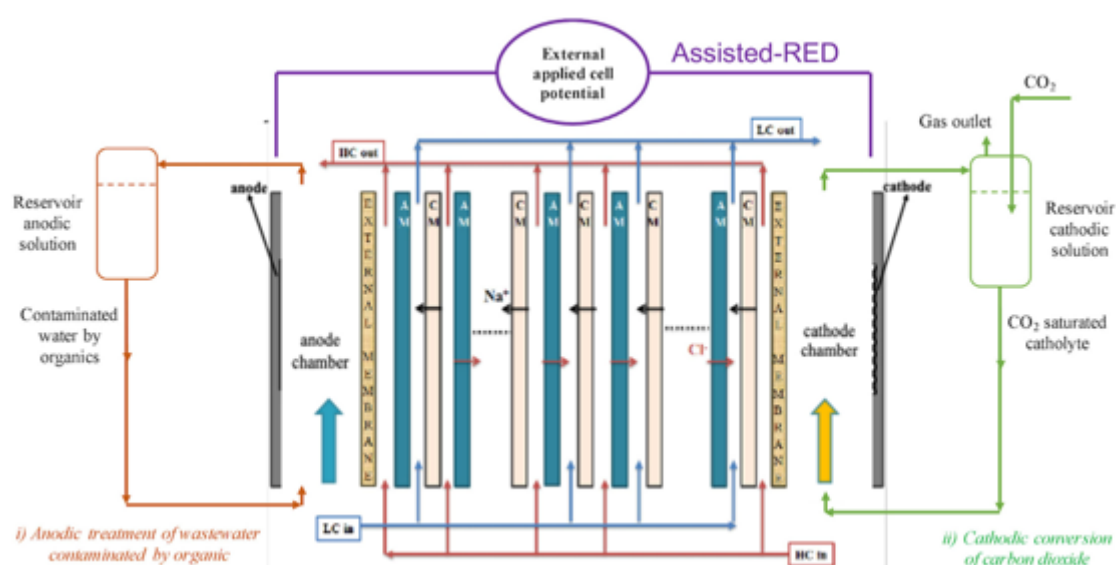 External
applied cell
potential
Assisted-RED
CO2
Gas outlet
LC out
HC out
anode
cathode
Reservoir
anodic
solution
Reservoir
cathodic
solution
EXTERNAL MEMBRANE
AM
CM
AM
CM
AM
CM
AM
CM
AM
CM
EXTERNAL MEMBRANE
Na+
Cl-
Contaminated
water by
organics
anode
chamber
cathode
chamber
CO2 saturated
catholyte
LC in
HC in
i) Anodic treatment of wastewater
contaminated by organic
ii) Cathodic conversion
of carbon dioxide